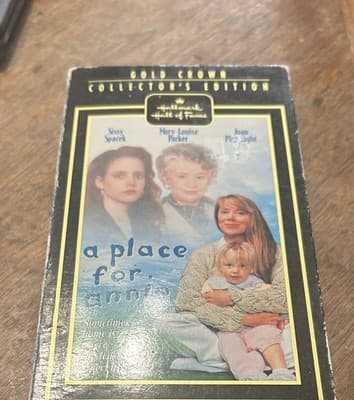 GOLD CROWN
COLLECTOR'S EDITION
Hallmark
Hall of Fame
Sissy Spacek
Mary-Louise Parker
Joan
a place
for
annie
Sometimes
home is